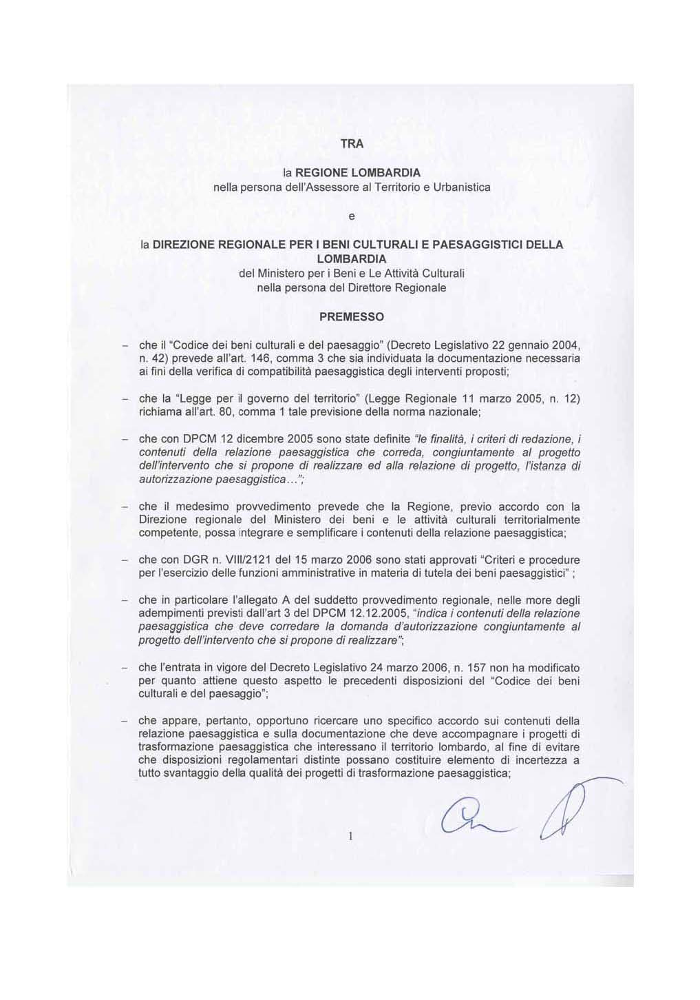 TRA
la REGIONE LOMBARDIA
nella persona dell'Assessore al Territorio e Urbanistica
e
la DIREZIONE REGIONALE PER I BENI CULTURALI E PAESAGGISTICI DELLA
LOMBARDIA
del Ministero per i Beni e Le Attività Culturali
nella persona del Direttore Regionale
PREMESSO
– che il “Codice dei beni culturali e del paesaggio” (Decreto Legislativo 22 gennaio 2004,
n. 42) prevede all'art. 146, comma 3 che sia individuata la documentazione necessaria
ai fini della verifica di compatibilità paesaggistica degli interventi proposti;
– che la “Legge per il governo del territorio” (Legge Regionale 11 marzo 2005, n. 12)
richiama all'art. 80, comma 1 tale previsione della norma nazionale;
– che con DPCM 12 dicembre 2005 sono state definite “le finalità, i criteri di redazione, i
contenuti della relazione paesaggistica che correda, congiuntamente al progetto
dell'intervento che si propone di realizzare ed alla relazione di progetto, l'istanza di
autorizzazione paesaggistica…”;
– che il medesimo provvedimento prevede che la Regione, previo accordo con la
Direzione regionale del Ministero dei beni e le attività culturali territorialmente
competente, possa integrare e semplificare i contenuti della relazione paesaggistica;
– che con DGR n. VIII/2121 del 15 marzo 2006 sono stati approvati “Criteri e procedure
per l'esercizio delle funzioni amministrative in materia di tutela dei beni paesaggistici” ;
– che in particolare l'allegato A del suddetto provvedimento regionale, nelle more degli
adempimenti previsti dall'art 3 del DPCM 12.12.2005, “indica i contenuti della relazione
paesaggistica che deve corredare la domanda d'autorizzazione congiuntamente al
progetto dell'intervento che si propone di realizzare”;
– che l'entrata in vigore del Decreto Legislativo 24 marzo 2006, n. 157 non ha modificato
per quanto attiene questo aspetto le precedenti disposizioni del “Codice dei beni
culturali e del paesaggio”;
– che appare, pertanto, opportuno ricercare uno specifico accordo sui contenuti della
relazione paesaggistica e sulla documentazione che deve accompagnare i progetti di
trasformazione paesaggistica che interessano il territorio lombardo, al fine di evitare
che disposizioni regolamentari distinte possano costituire elemento di incertezza a
tutto svantaggio della qualità dei progetti di trasformazione paesaggistica;
1